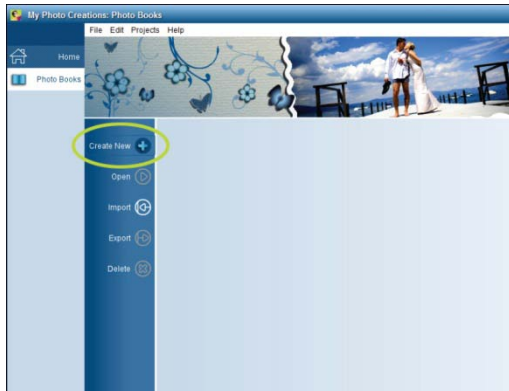 My Photo Creations: Photo Books
File Edit Projects Help
Home
Photo Books
Create New
Open
Import
Export
Delete